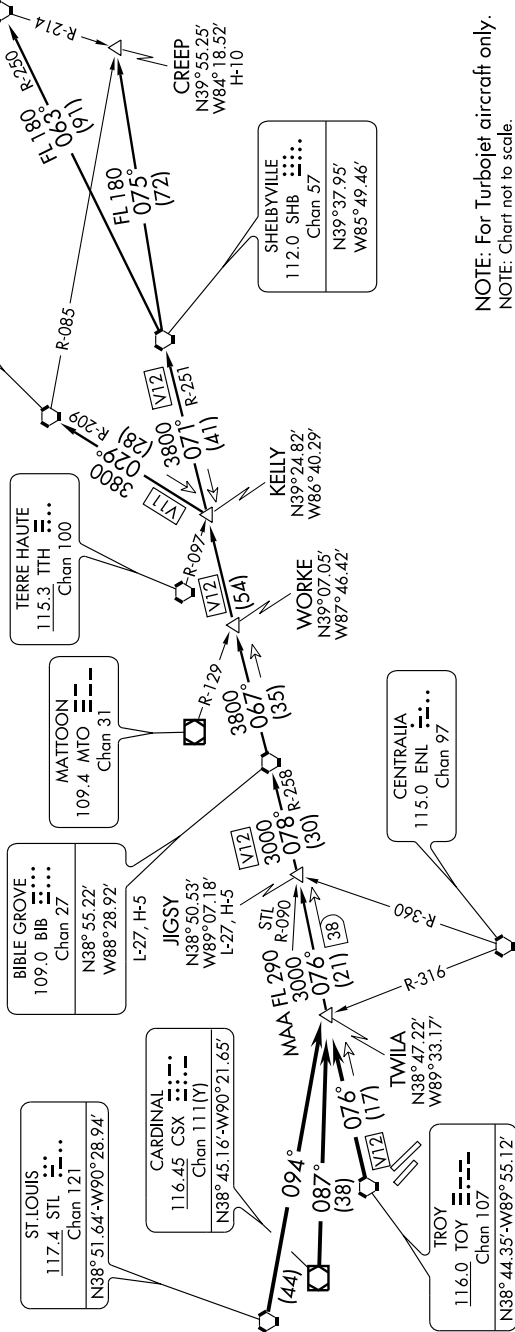 ST.LOUIS
117.4 STL
Chan 121
N38° 51.64′-W90° 28.94′
CARDINAL
116.45 CSX
Chan 111(Y)
N38° 45.16′-W90° 21.65′
TROY
116.0 TOY
Chan 107
N38° 44.35′-W89° 55.12′
(44)
094°
087°
(38)
V12
076°
(17)
TWILA
N38°47.22′
W89°33.17′
BIBLE GROVE
109.0 BIB
Chan 27
N38° 55.22′
W88° 28.92′
L-27, H-5
JIGSY
N38°50.53′
W89°07.18′
L-27, H-5
MAA FL 290
3000
076°
(21)
STL
R-090
38
R-316
R-360
CENTRALIA
115.0 ENL
Chan 97
V12
3000
078°
(30)
R-258
MATTOON
109.4 MTO
Chan 31
R-129
3800
067°
(35)
WORKE
N39°07.05′
W87°46.42′
TERRE HAUTE
115.3 TTH
Chan 100
R-097
V12
(54)
KELLY
N39°24.82′
W86°40.29′
V11
3800
029°
(28)
R-209
V12
3800
071°
(41)
R-251
R-085
SHELBYVILLE
112.0 SHB
Chan 57
N39°37.95′
W85°49.46′
FL 180
063°
(91)
R-250
FL 180
075°
(72)
R-214
CREEP
N39°55.25′
W84°18.52′
H-10
NOTE: For Turbojet aircraft only.
NOTE: Chart not to scale.